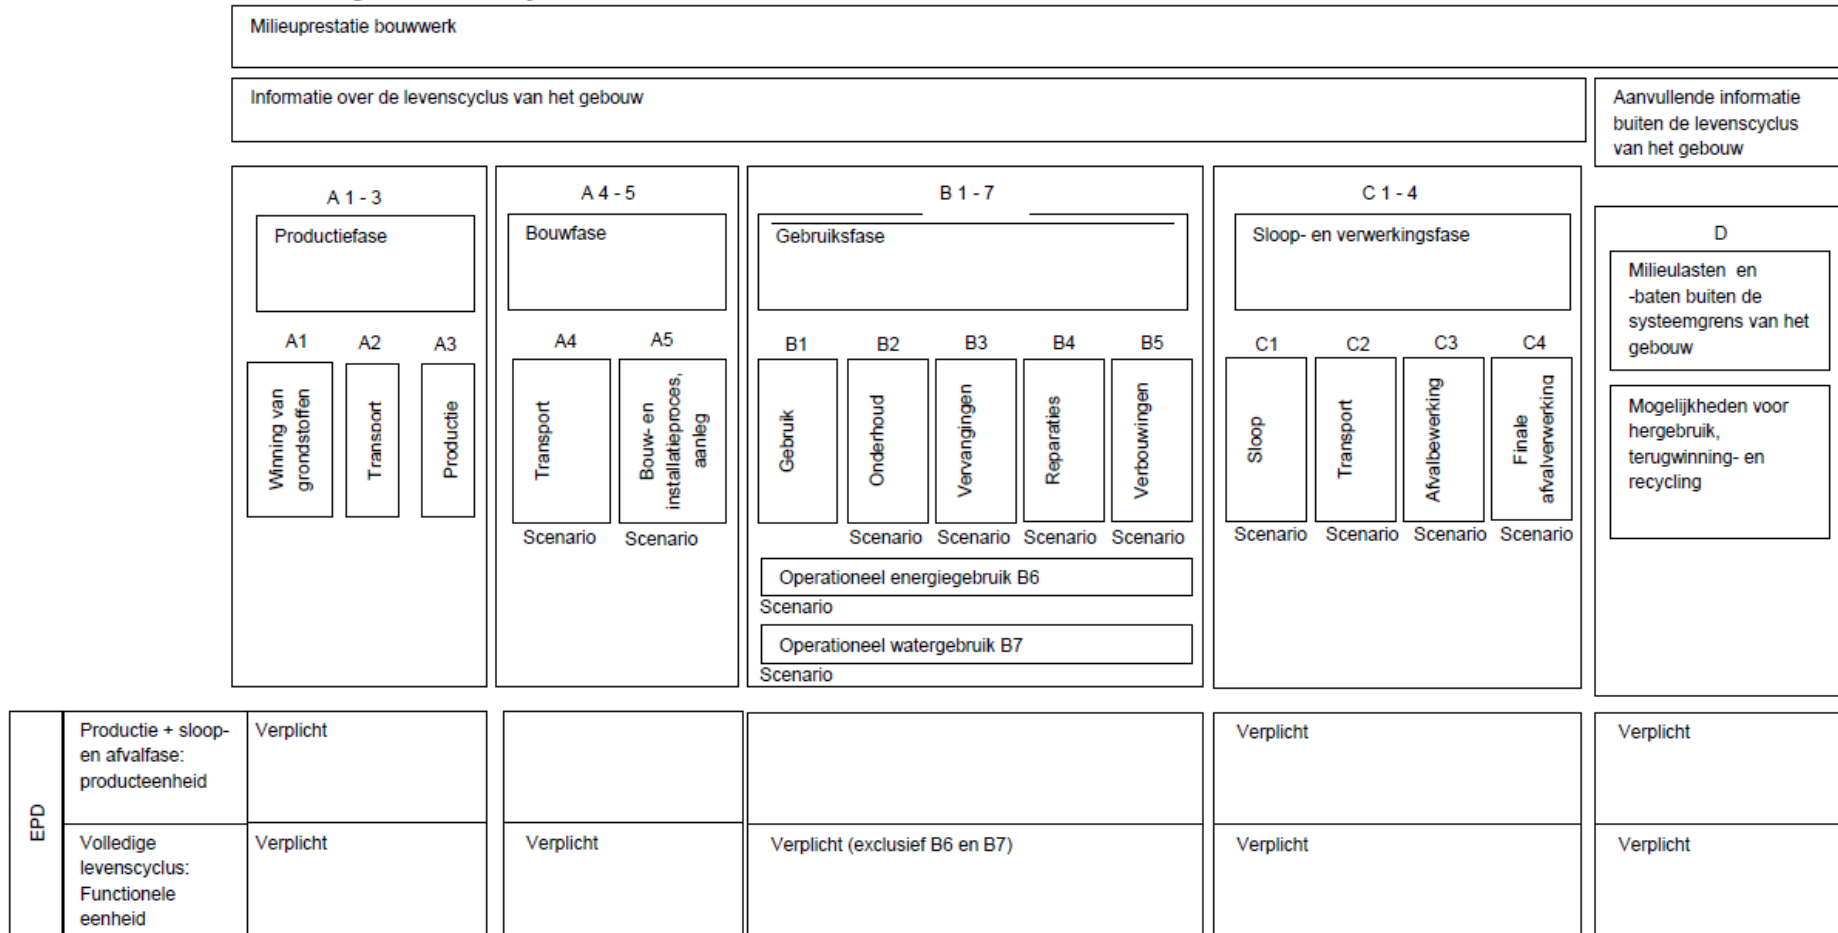 Milieuprestatie bouwwerk
Informatie over de levenscyclus van het gebouw
Aanvullende informatie
buiten de levenscyclus
van het gebouw
A 1 - 3
Productiefase
A1
A2
A3
Winning van
grondstoffen
Transport
Productie
A 4 - 5
Bouwfase
A4
A5
Transport
Bouw- en
installatieproces,
aanleg
Scenario
Scenario
B 1 - 7
Gebruiksfase
B1
B2
B3
B4
B5
Gebruik
Onderhoud
Vervangingen
Reparaties
Verbouwingen
Scenario
Scenario
Scenario
Scenario
Operationeel energiegebruik B6
Scenario
Operationeel watergebruik B7
Scenario
C 1 - 4
Sloop- en verwerkingsfase
C1
C2
C3
C4
Sloop
Transport
Afvalbewerking
Finale
afvalverwerking
Scenario
Scenario
Scenario
Scenario
D
Milieulasten en
-baten buiten de
systeemgrens van het
gebouw
Mogelijkheden voor
hergebruik,
terugwinning- en
recycling
EPD
Productie + sloop-
en afvalfase:
producteenheid
Verplicht
Verplicht
Verplicht
Volledige
levenscyclus:
Functionele
eenheid
Verplicht
Verplicht
Verplicht (exclusief B6 en B7)
Verplicht
Verplicht